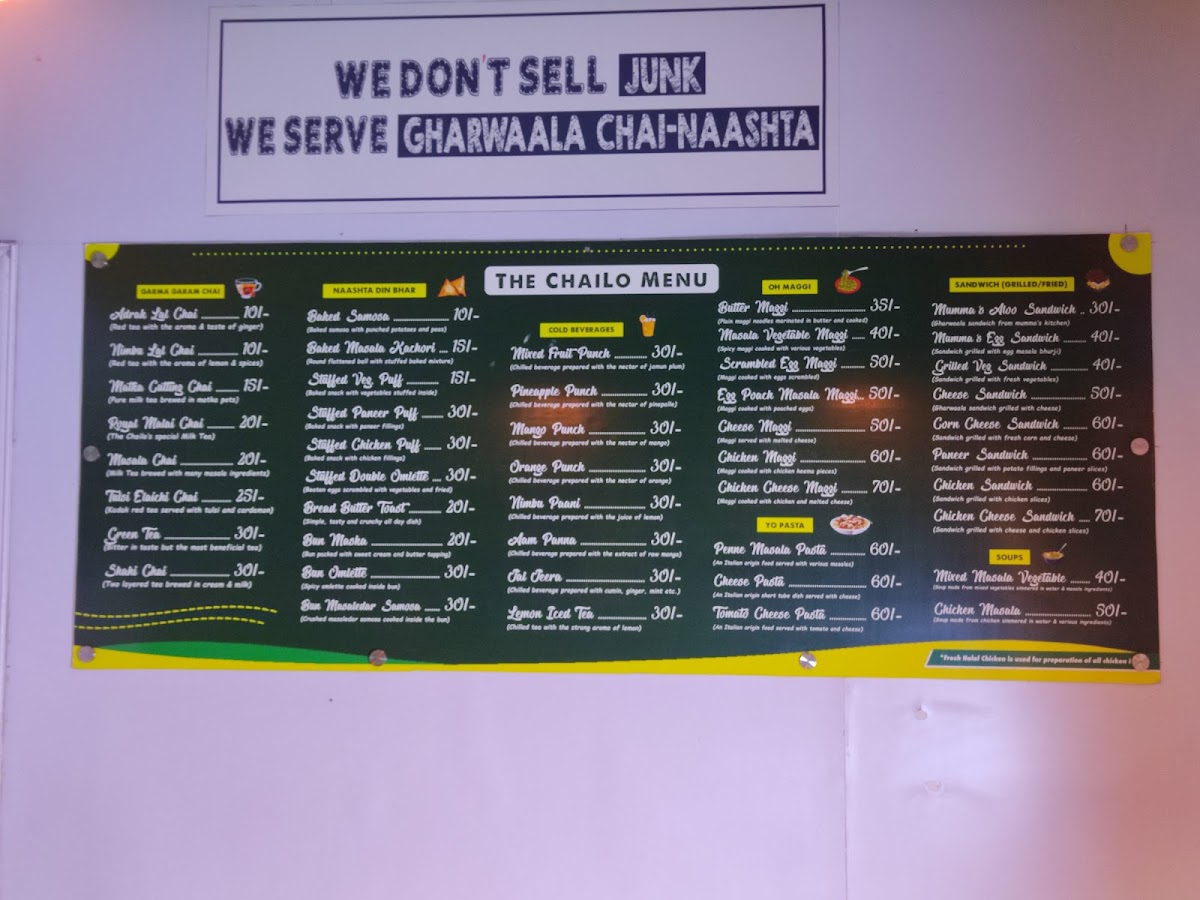 WE DON'T SELL JUNK
WE SERVE GHARWAALA CHAI-NAASHTA
THE CHAILO MENU
GARMA GARAM CHAI
Adrak Lal Chai 10/-
(Red tea with the aroma & taste of ginger)
Nimbu Lal Chai 10/-
(Red tea with the aroma of lemon & spices)
Matka Cutting Chai 15/-
(Pure milk tea brewed in matka pots)
Royal Malai Chai 20/-
(The Chailo's special Milk Tea)
Masala Chai 20/-
(Milk Tea brewed with many masala ingredients)
Tulsi Elaichi Chai 25/-
(Kadak red tea served with tulsi and cardamon)
Green Tea 30/-
(Bitter in taste but the most beneficial tea)
Shahi Chai 30/-
(Two layered tea brewed in cream & milk)
NAASHTA DIN BHAR
Baked Samosa 10/-
(Baked samosa with punched potatoes and peas)
Baked Masala Kachori 15/-
(Round flattened ball with stuffed baked mixture)
Stuffed Veg Puff 15/-
(Baked snack with vegetables stuffed inside)
Stuffed Paneer Puff 30/-
(Baked snack with paneer fillings)
Stuffed Chicken Puff 30/-
(Baked snack with chicken fillings)
Stuffed Double Omlette 30/-
(Beaten eggs scrambled with vegetables and fried)
Bread Butter Toast 20/-
(Simple, tasty and crunchy all day dish)
Bun Maska 20/-
(Bun packed with sweet cream and butter topping)
Bun Omlette 30/-
(Spicy omlette cooked inside bun)
Bun Masaledar Samosa 30/-
(Crushed masaledar samosa cooked inside the bun)
COLD BEVERAGES
Mixed Fruit Punch 30/-
(Chilled beverage prepared with the nectar of jamun plum)
Pineapple Punch 30/-
(Chilled beverage prepared with the nectar of pinepalle)
Mango Punch 30/-
(Chilled beverage prepared with the nectar of mango)
Orange Punch 30/-
(Chilled beverage prepared with the nectar of orange)
Nimbu Paani 30/-
(Chilled beverage prepared with the juice of lemon)
Aam Panna 30/-
(Chilled beverage prepared with the extract of raw mango)
Jal Jeera 30/-
(Chilled beverage prepared with cumin, ginger, mint etc.)
Lemon Iced Tea 30/-
(Chilled tea with the strong aroma of lemon)
OH MAGGI
Butter Maggi 35/-
(Plain maggi noodles marinated in butter and cooked)
Masala Vegetable Maggi 40/-
(Spicy maggi cooked with various vegetables)
Scrambled Egg Maggi 50/-
(Maggi cooked with eggs scrambled)
Egg Poach Masala Maggi 50/-
(Maggi cooked with poached eggs)
Cheese Maggi 50/-
(Maggi served with melted cheese)
Chicken Maggi 60/-
(Maggi cooked with chicken keema pieces)
Chicken Cheese Maggi 70/-
(Maggi cooked with chicken and melted cheese)
YO PASTA
Penne Masala Pasta 60/-
(An Italian origin food served with various masalas)
Cheese Pasta 60/-
(An Italian origin short tube dish served with cheese)
Tomato Cheese Pasta 60/-
(An Italian origin food served with tomato and cheese)
SANDWICH (GRILLED/FRIED)
Mumma's Aloo Sandwich 30/-
(Gharwala sandwich from mumma's kitchen)
Mumma's Egg Sandwich 40/-
(Sandwich grilled with egg masala bhurji)
Grilled Veg Sandwich 40/-
(Sandwich grilled with fresh vegetables)
Cheese Sandwich 50/-
(Gharwala sandwich grilled with cheese)
Corn Cheese Sandwich 60/-
(Sandwich grilled with fresh corn and cheese)
Paneer Sandwich 60/-
(Sandwich grilled with potato fillings and paneer slices)
Chicken Sandwich 60/-
(Sandwich grilled with chicken slices)
Chicken Cheese Sandwich 70/-
(Sandwich grilled with cheese and chicken slices)
SOUPS
Mixed Masala Vegetable 40/-
(Soup made from mixed vegetables simmered in water & masala ingredients)
Chicken Masala 50/-
(Soup made from chicken simmered in water & various ingredients)
*Fresh Halal Chicken is used for preparation of all chicken